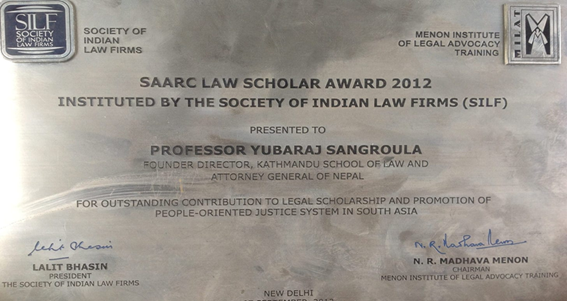 SILF
SOCIETY
OF INDIAN
LAW FIRMS
SOCIETY OF
INDIAN
LAW FIRMS
MENON INSTITUTE
OF LEGAL ADVOCACY
TRAINING
MILAT
SAARC LAW SCHOLAR AWARD 2012
INSTITUTED BY THE SOCIETY OF INDIAN LAW FIRMS (SILF)
PRESENTED TO
PROFESSOR YUBARAJ SANGROULA
FOUNDER DIRECTOR, KATHMANDU SCHOOL OF LAW AND
ATTORNEY GENERAL OF NEPAL
FOR OUTSTANDING CONTRIBUTION TO LEGAL SCHOLARSHIP AND PROMOTION OF
PEOPLE-ORIENTED JUSTICE SYSTEM IN SOUTH ASIA
Lalit Bhasin
LALIT BHASIN
PRESIDENT
THE SOCIETY OF INDIAN LAW FIRMS
N. R. Madhava Menon
N. R. MADHAVA MENON
CHAIRMAN
MENON INSTITUTE OF LEGAL ADVOCACY TRAINING
NEW DELHI